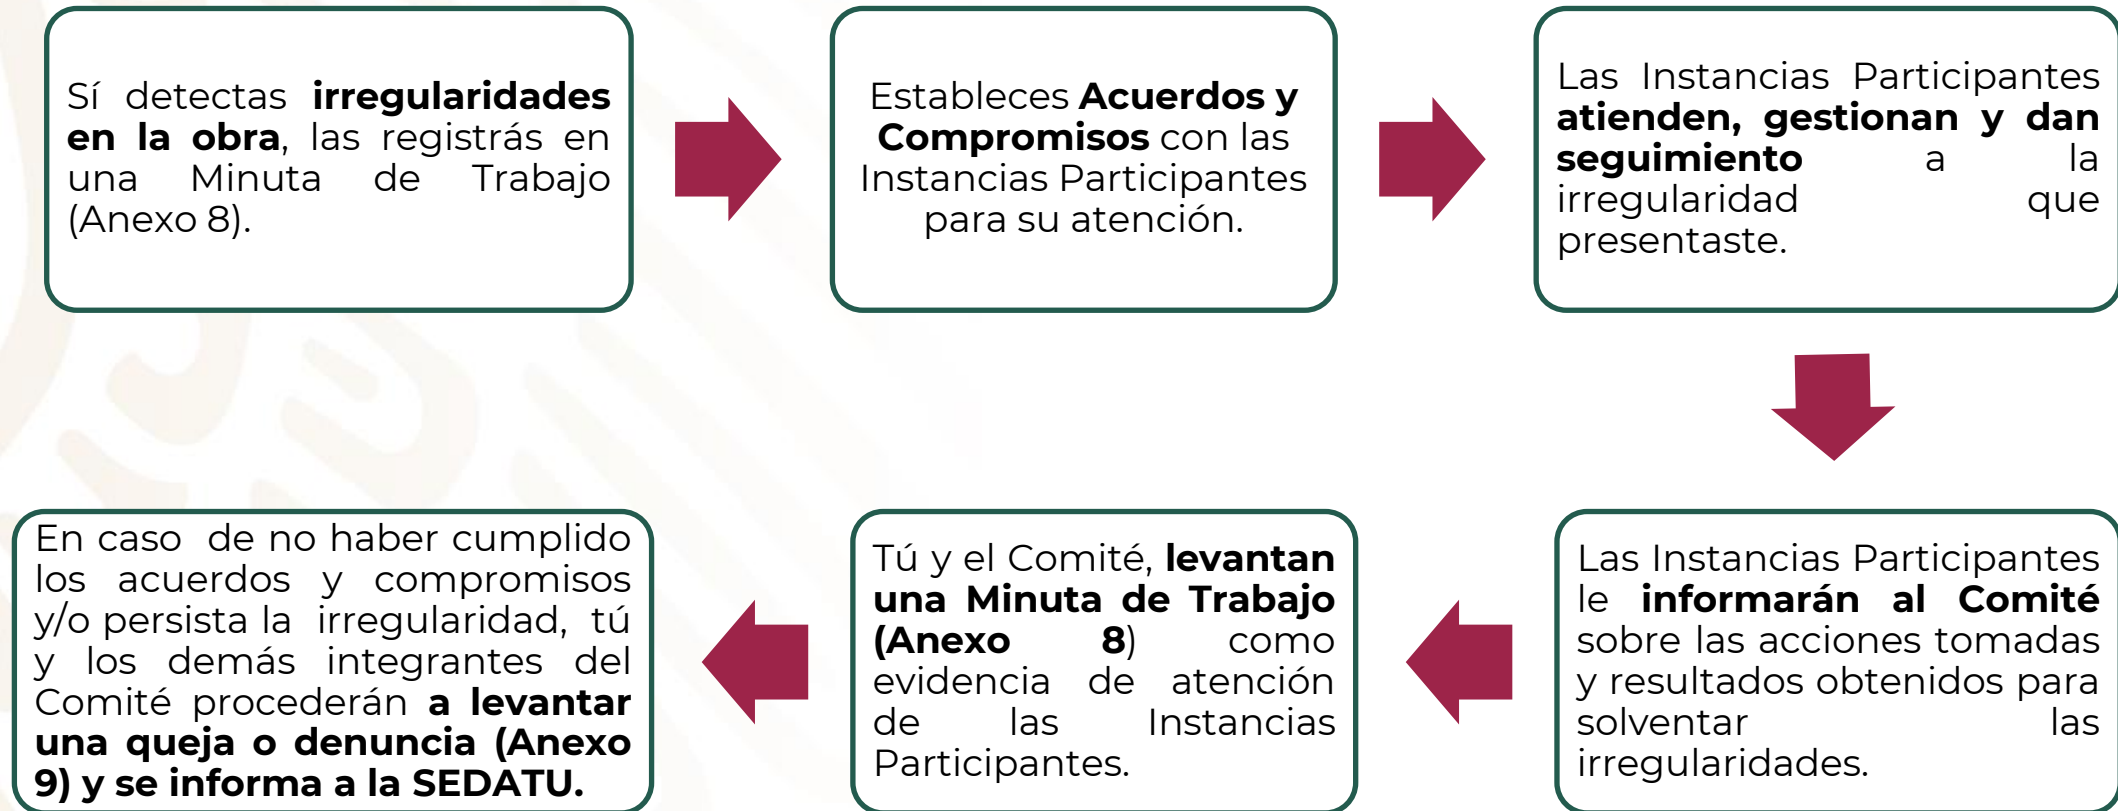 Sí detectas irregularidades
en la obra, las registrás en
una Minuta de Trabajo
(Anexo 8).
Estableces Acuerdos y
Compromisos con las
Instancias Participantes
para su atención.
Las Instancias Participantes
atienden, gestionan y dan
seguimiento a la
irregularidad que
presentaste.
Las Instancias Participantes
le informarán al Comité
sobre las acciones tomadas
y resultados obtenidos para
solventar las
irregularidades.
Tú y el Comité, levantan
una Minuta de Trabajo
(Anexo 8) como
evidencia de atención
de las Instancias
Participantes.
En caso de no haber cumplido
los acuerdos y compromisos
y/o persista la irregularidad, tú
y los demás integrantes del
Comité procederán a levantar
una queja o denuncia (Anexo
9) y se informa a la SEDATU.